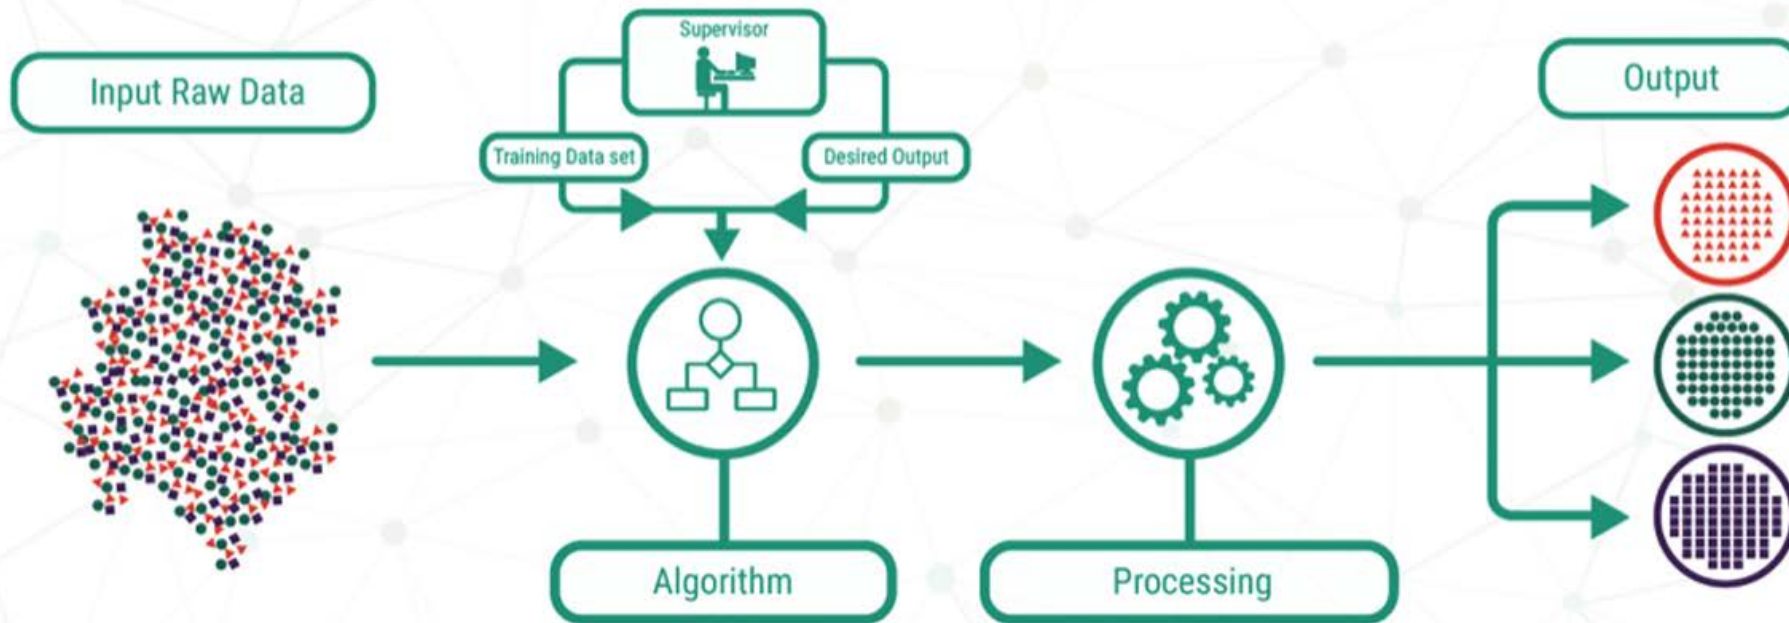 Input Raw Data
Supervisor
Training Data set
Desired Output
Algorithm
Processing
Output